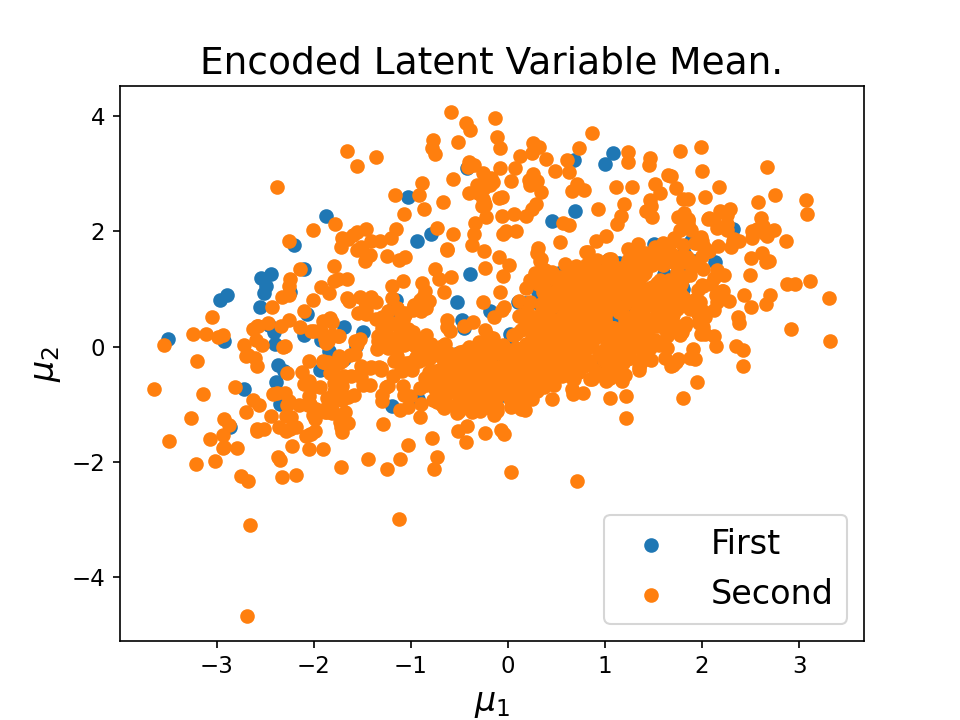 Encoded Latent Variable Mean.
4
2
0
−2
−4
μ₂
First
Second
−3 −2 −1 0 1 2 3
μ₁